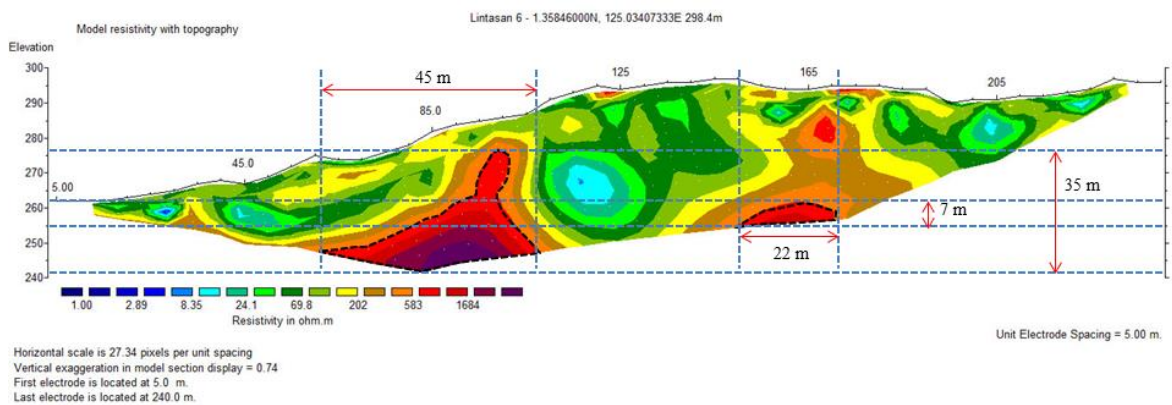 Lintasan 6 - 1.35846000N, 125.03407333E 298.4m
Model resistivity with topography
Elevation
300
290
280
270
260
250
240
5.00
45.0
85.0
125
165
205
45 m
35 m
7 m
22 m
1.00 2.89 8.35 24.1 69.8 202 583 1684
Resistivity in ohm.m
Unit Electrode Spacing = 5.00 m.
Horizontal scale is 27.34 pixels per unit spacing
Vertical exaggeration in model section display = 0.74
First electrode is located at 5.0 m.
Last electrode is located at 240.0 m.